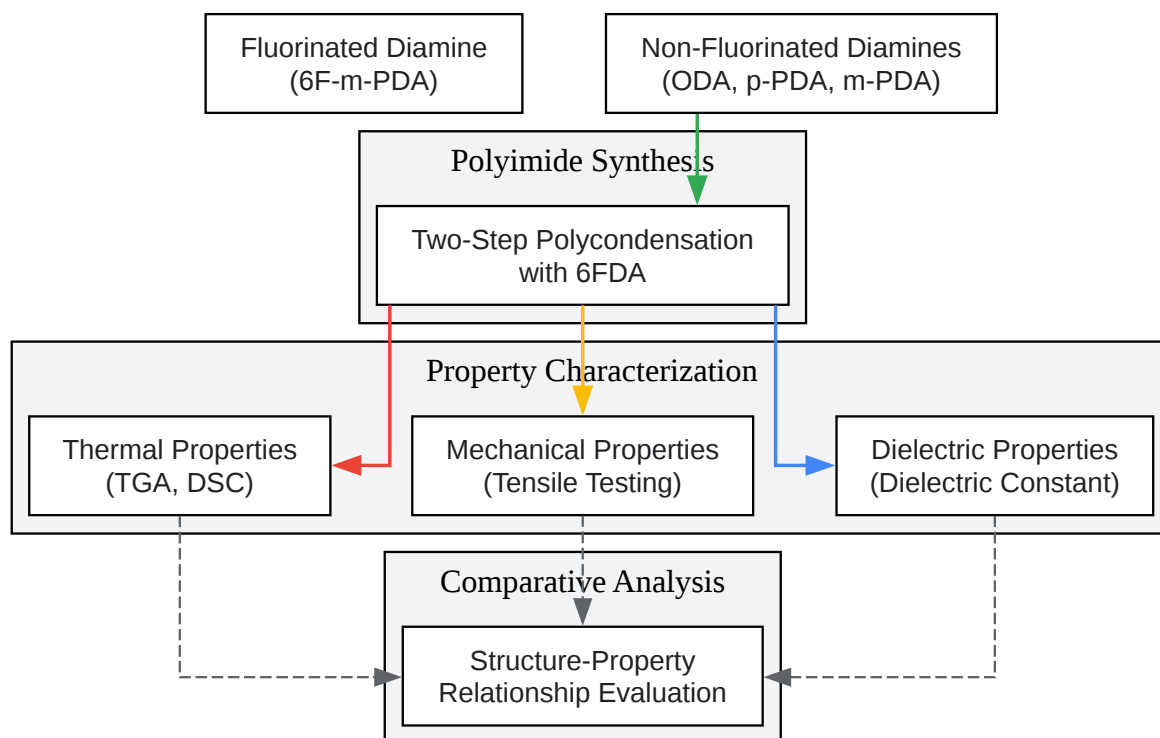 Fluorinated Diamine
(6F-m-PDA)
Non-Fluorinated Diamines
(ODA, p-PDA, m-PDA)
Polyimide Synthesis
Two-Step Polycondensation
with 6FDA
Property Characterization
Thermal Properties
(TGA, DSC)
Mechanical Properties
(Tensile Testing)
Dielectric Properties
(Dielectric Constant)
Comparative Analysis
Structure-Property
Relationship Evaluation